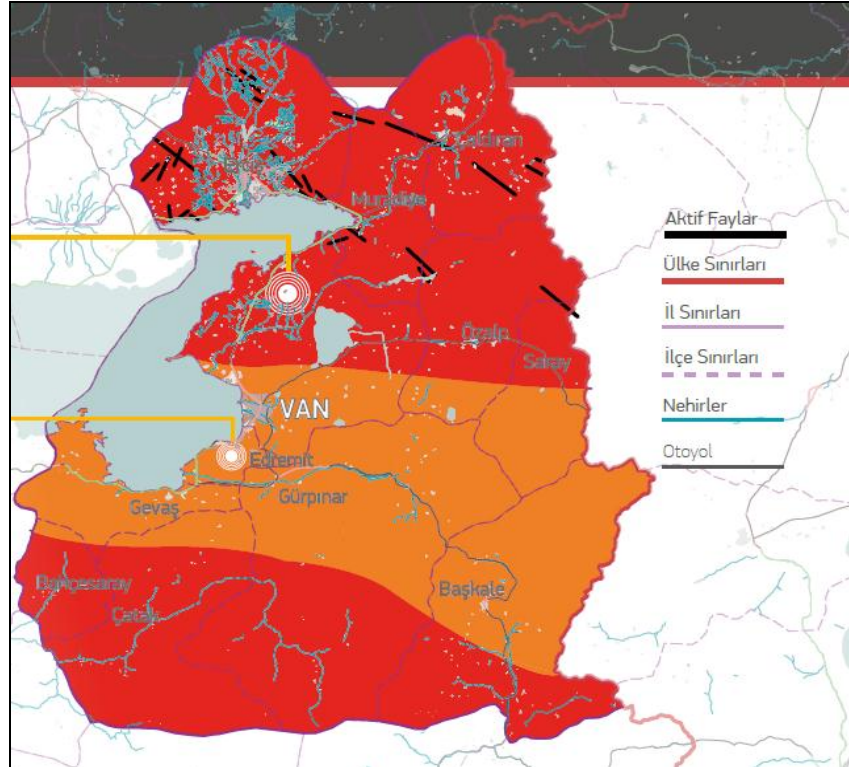 Çaldıran
Erciş
Muradiye
Aktif Faylar
Ülke Sınırları
İl Sınırları
İlçe Sınırları
Nehirler
Otoyol
Özalp
Saray
VAN
Edremit
Gevaş
Gürpınar
Bahçesaray
Çatak
Başkale